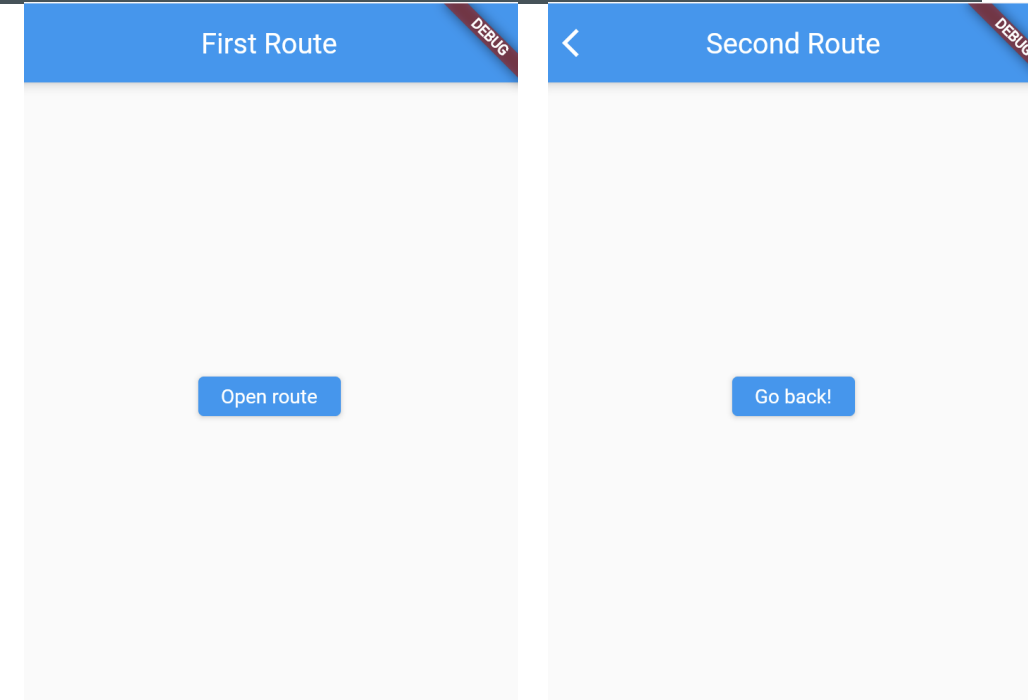 First Route
DEBUG
Open route
Second Route
DEBUG
Go back!